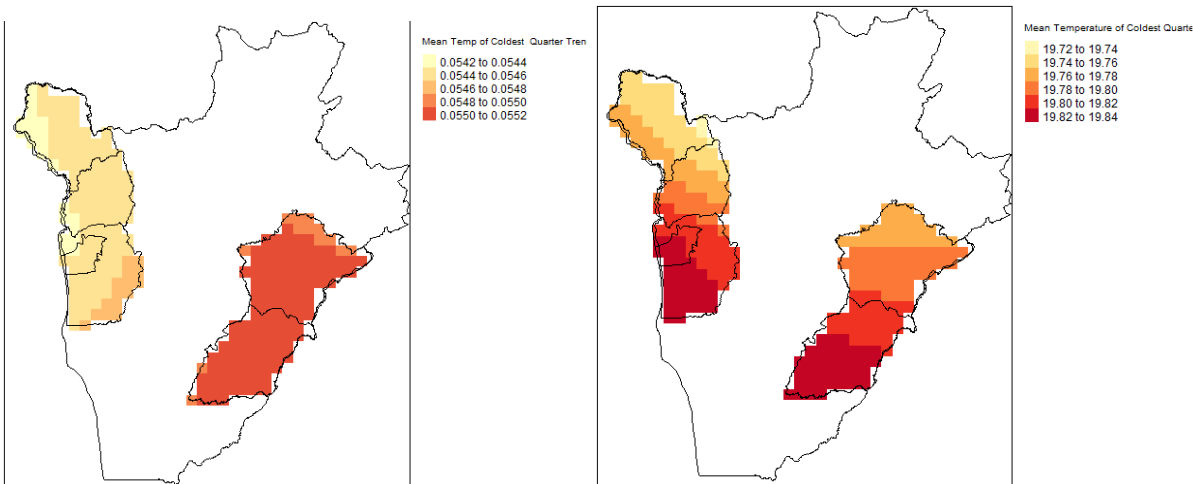 Mean Temp of Coldest Quarter Tren
0.0542 to 0.0544
0.0544 to 0.0546
0.0546 to 0.0548
0.0548 to 0.0550
0.0550 to 0.0552
Mean Temperature of Coldest Quarte
19.72 to 19.74
19.74 to 19.76
19.76 to 19.78
19.78 to 19.80
19.80 to 19.82
19.82 to 19.84